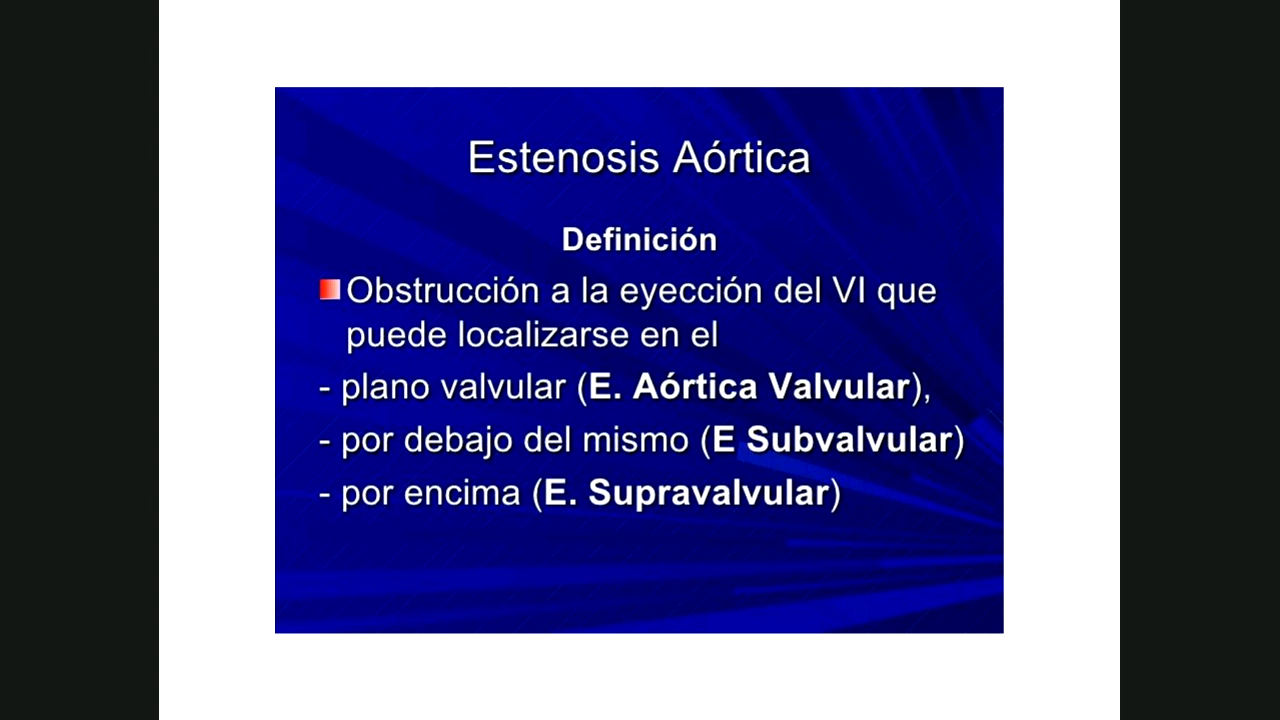 Estenosis Aórtica
Definición
Obstrucción a la eyección del VI que
puede localizarse en el
- plano valvular (E. Aórtica Valvular),
- por debajo del mismo (E Subvalvular)
- por encima (E. Supravalvular)